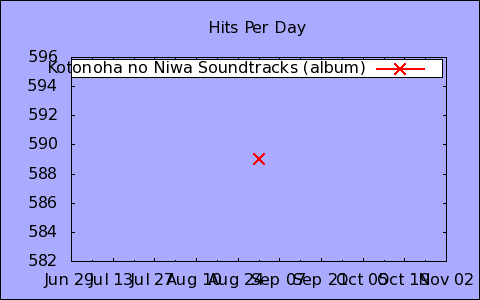 Hits Per Day
596
Kotonoha no Niwa Soundtracks (album)
594
592
590
588
586
584
582
Jun 29 Jul 13 Jul 27 Aug 10 Aug 24 Sep 07 Sep 21 Oct 05 Oct 19 Nov 02